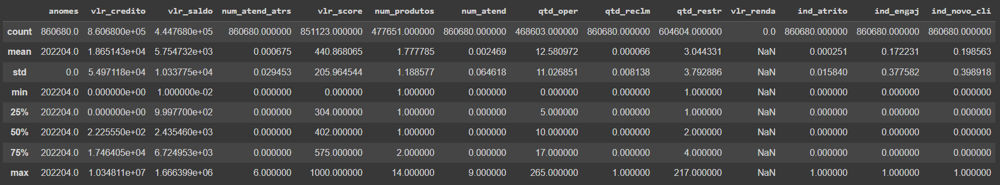 anomes vlr_credito vlr_saldo num_atend_atrs vlr_score num_produtos num_atend qtd_oper qtd_reclm qtd_restr vlr_renda ind_atrito ind_engaj ind_novo_cli
count 860680.0 8.606800e+05 4.447680e+05 860680.000000 851123.000000 477651.000000 860680.000000 468603.000000 860680.000000 604604.000000 0.0 860680.000000 860680.000000 860680.000000
mean 202204.0 1.865143e+04 5.754732e+03 0.000675 440.868065 1.777785 0.002469 12.580972 0.000066 3.044331 NaN 0.000251 0.172231 0.198563
std 0.0 5.497118e+04 1.033775e+04 0.029453 205.964544 1.188577 0.064618 11.026851 0.008138 3.792886 NaN 0.015840 0.377582 0.398918
min 202204.0 0.000000e+00 1.000000e-02 0.000000 0.000000 1.000000 0.000000 0.000000 0.000000 1.000000 NaN 0.000000 0.000000 0.000000
25% 202204.0 0.000000e+00 9.997700e+02 0.000000 304.000000 1.000000 0.000000 5.000000 0.000000 1.000000 NaN 0.000000 0.000000 0.000000
50% 202204.0 2.225550e+02 2.435460e+03 0.000000 402.000000 1.000000 0.000000 10.000000 0.000000 2.000000 NaN 0.000000 0.000000 0.000000
75% 202204.0 1.746405e+04 6.724953e+03 0.000000 575.000000 2.000000 0.000000 17.000000 0.000000 4.000000 NaN 0.000000 0.000000 0.000000
max 202204.0 1.034811e+07 1.666399e+06 6.000000 1000.000000 14.000000 9.000000 265.000000 1.000000 217.000000 NaN 1.000000 1.000000 1.000000